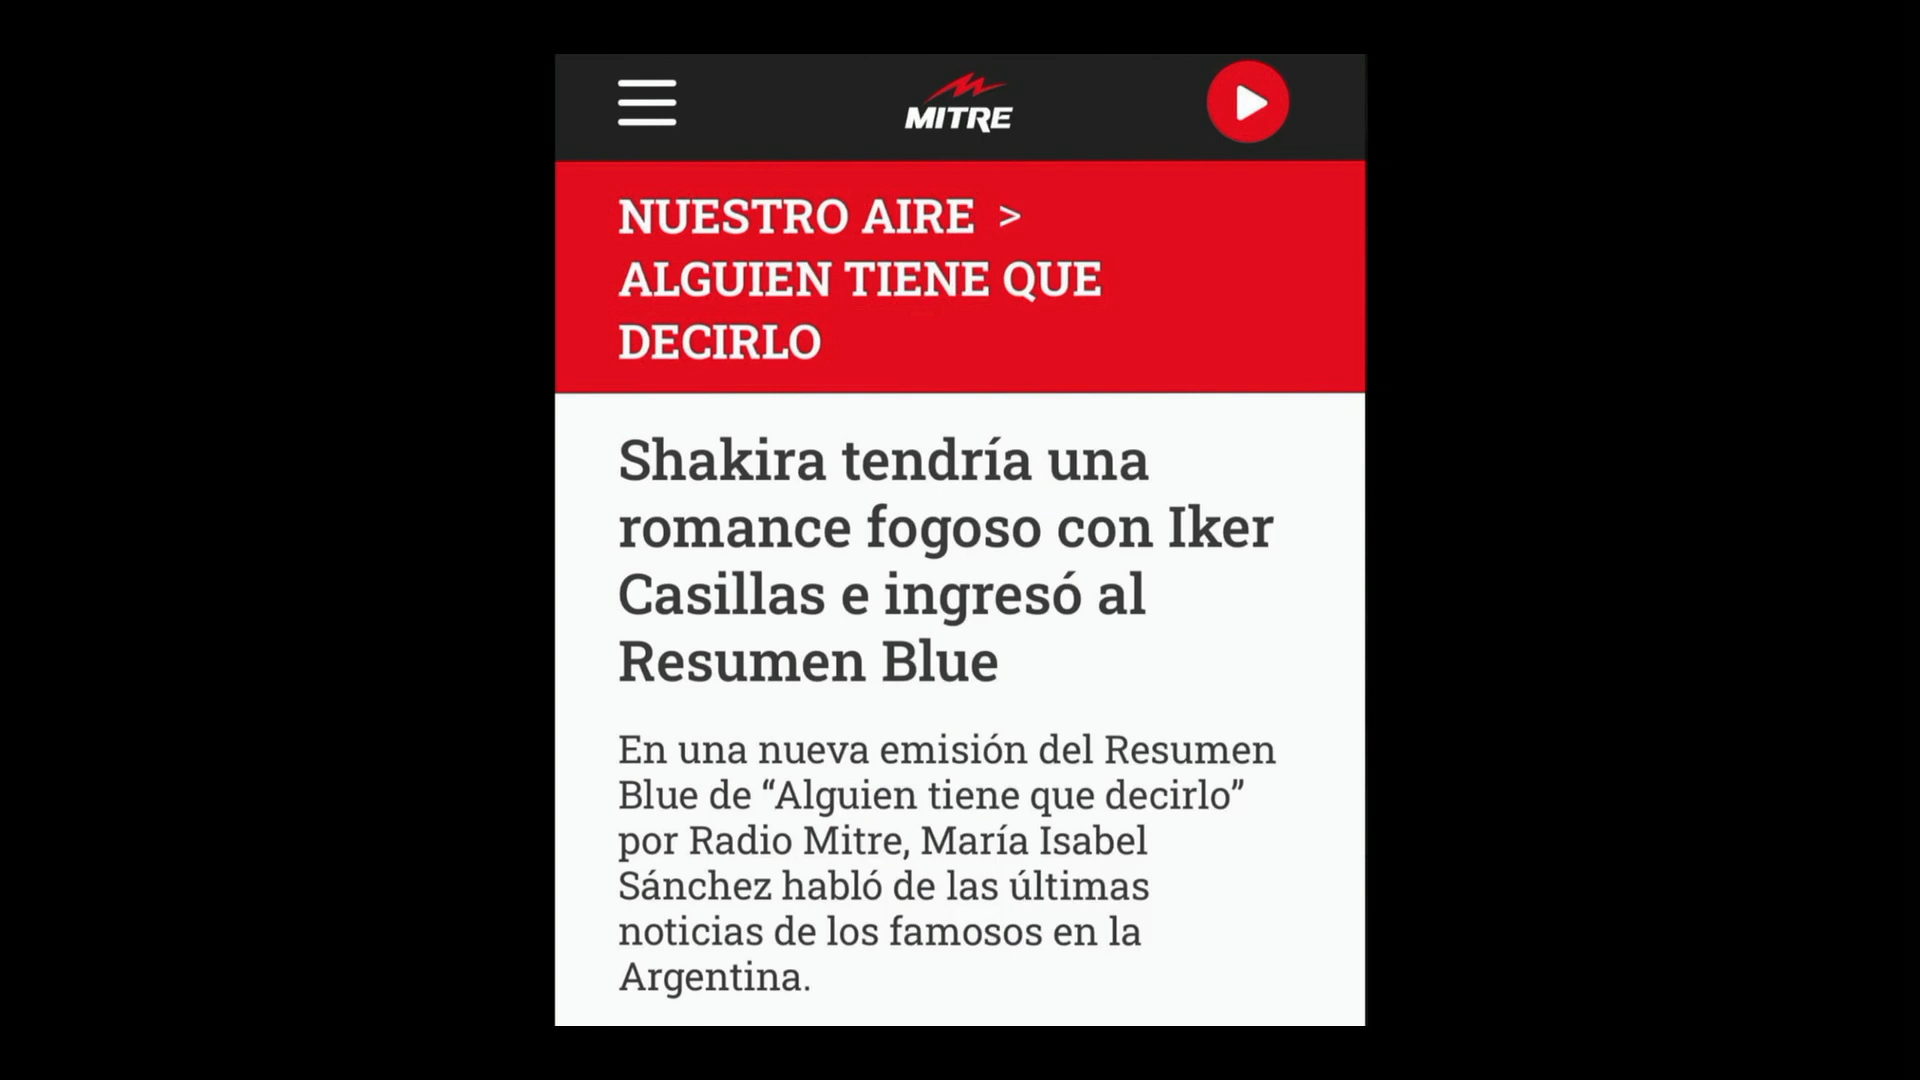 MITRE
NUESTRO AIRE >
ALGUIEN TIENE QUE
DECIRLO
Shakira tendría una
romance fogoso con Iker
Casillas e ingresó al
Resumen Blue
En una nueva emisión del Resumen
Blue de “Alguien tiene que decirlo”
por Radio Mitre, María Isabel
Sánchez habló de las últimas
noticias de los famosos en la
Argentina.